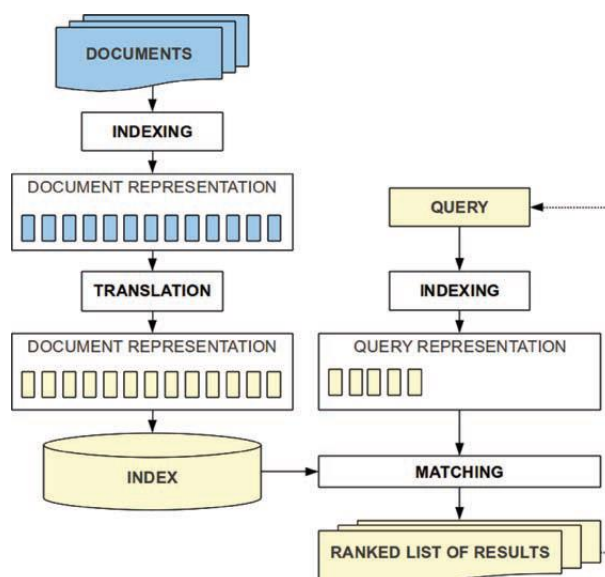 DOCUMENTS
INDEXING
DOCUMENT REPRESENTATION
TRANSLATION
DOCUMENT REPRESENTATION
INDEX
QUERY
INDEXING
QUERY REPRESENTATION
MATCHING
RANKED LIST OF RESULTS